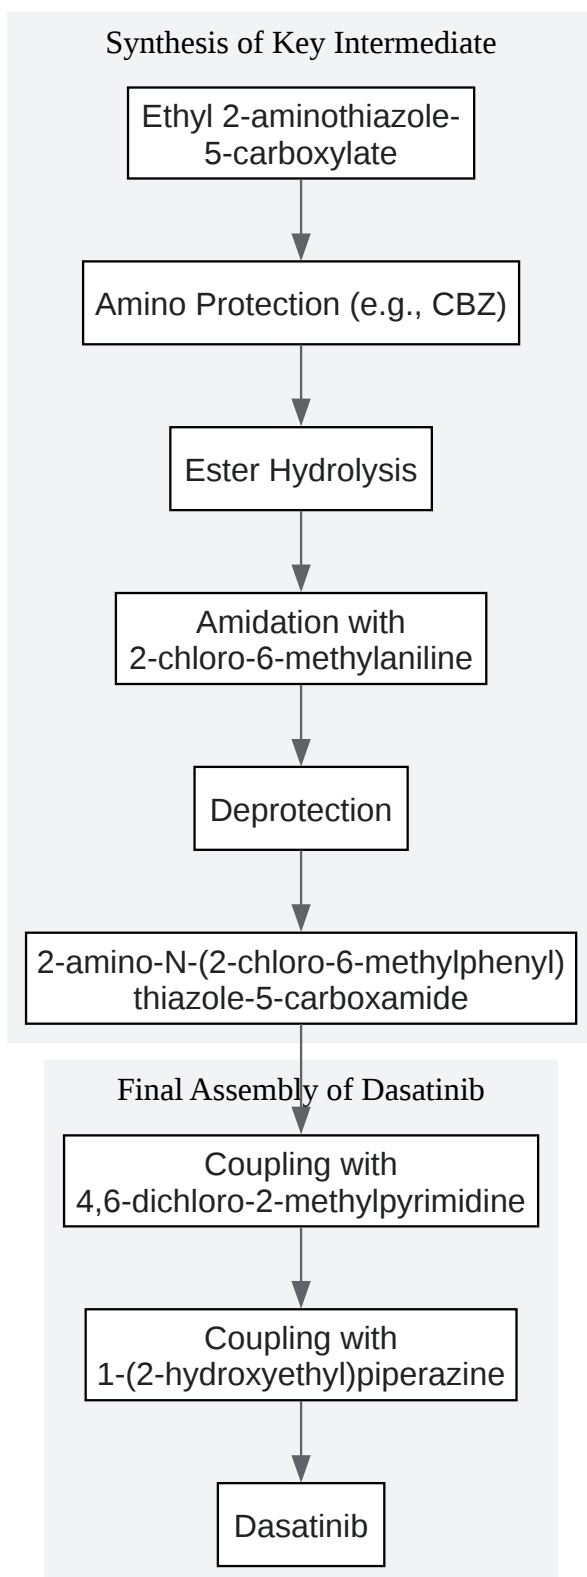 Synthesis of Key Intermediate
Ethyl 2-aminothiazole-
5-carboxylate
Amino Protection (e.g., CBZ)
Ester Hydrolysis
Amidation with
2-chloro-6-methylaniline
Deprotection
2-amino-N-(2-chloro-6-methylphenyl)
thiazole-5-carboxamide
Final Assembly of Dasatinib
Coupling with
4,6-dichloro-2-methylpyrimidine
Coupling with
1-(2-hydroxyethyl)piperazine
Dasatinib